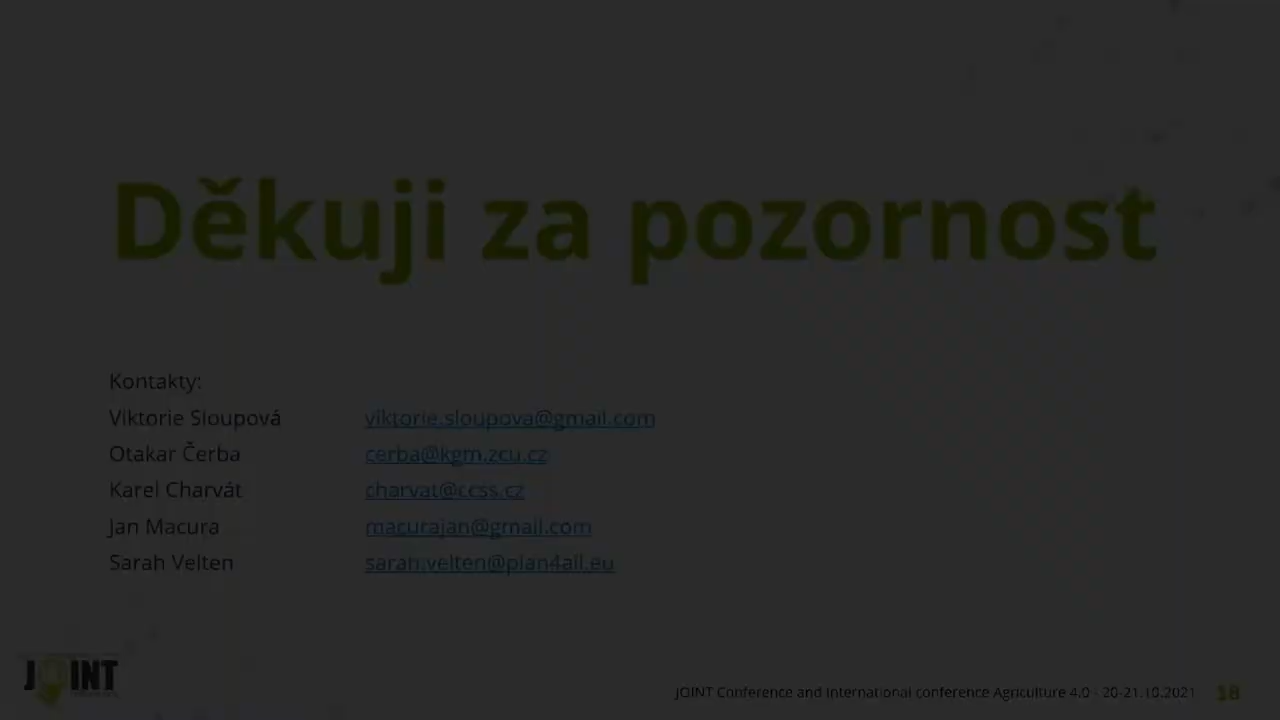 Děkuji za pozornost
Kontakty:
Viktorie Sloupová viktorie.sloupova@gmail.com
Otakar Čerba cerba@kgm.zcu.cz
Karel Charvát charvat@ccss.cz
Jan Macura macurajan@gmail.com
Sarah Velten sarah.velten@plan4all.eu
JOINT
JOINT Conference and International conference Agriculture 4.0 - 20-21.10.2021 18